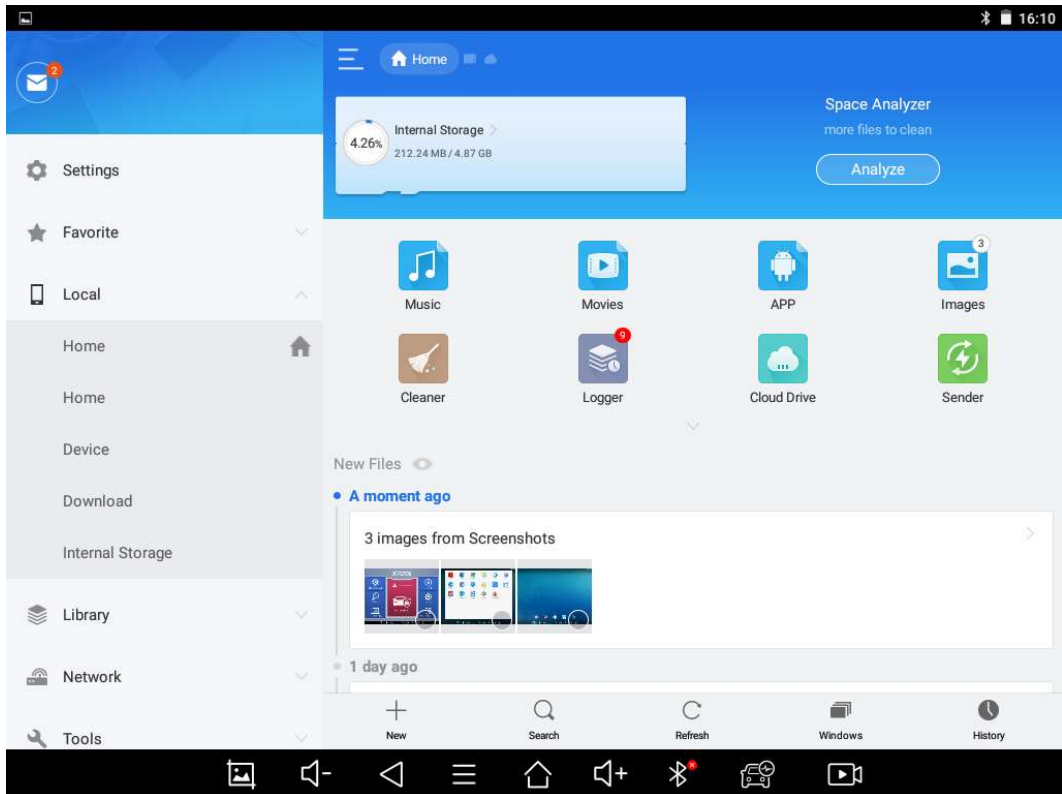 16:10
2
Settings
Favorite
Local
Home
Home
Device
Download
Internal Storage
Library
Network
Tools
Home
4.26%
Internal Storage
212.24 MB / 4.87 GB
Space Analyzer
more files to clean
Analyze
Music
Movies
APP
3
Images
Cleaner
9
Logger
Cloud Drive
Sender
New Files
A moment ago
3 images from Screenshots
1 day ago
New
Search
Refresh
Windows
History